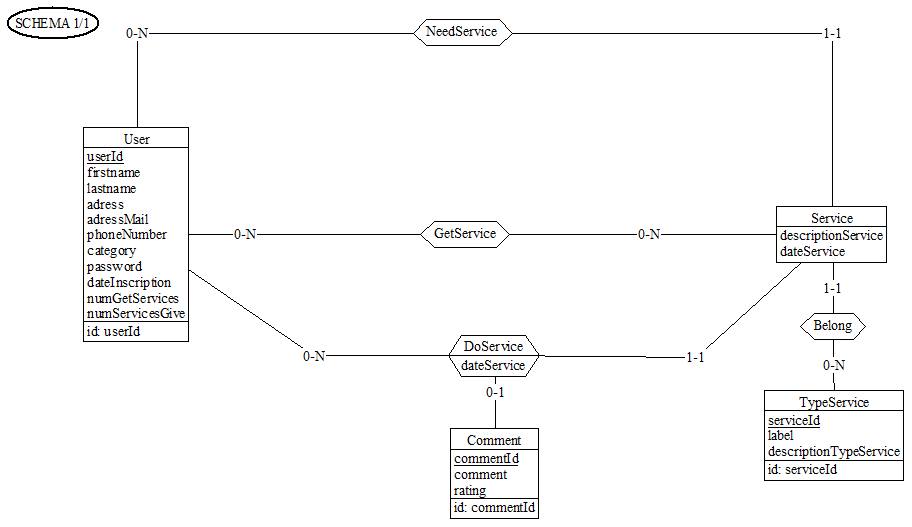 SCHEMA 1/1
0-N
NeedService
1-1
User
userId
firstname
lastname
adress
adressMail
phoneNumber
category
password
dateInscription
numGetServices
numServicesGive
id: userId
0-N
GetService
0-N
Service
descriptionService
dateService
1-1
Belong
0-N
0-N
DoService
dateService
1-1
0-1
Comment
commentId
comment
rating
id: commentId
TypeService
serviceId
label
descriptionTypeService
id: serviceId